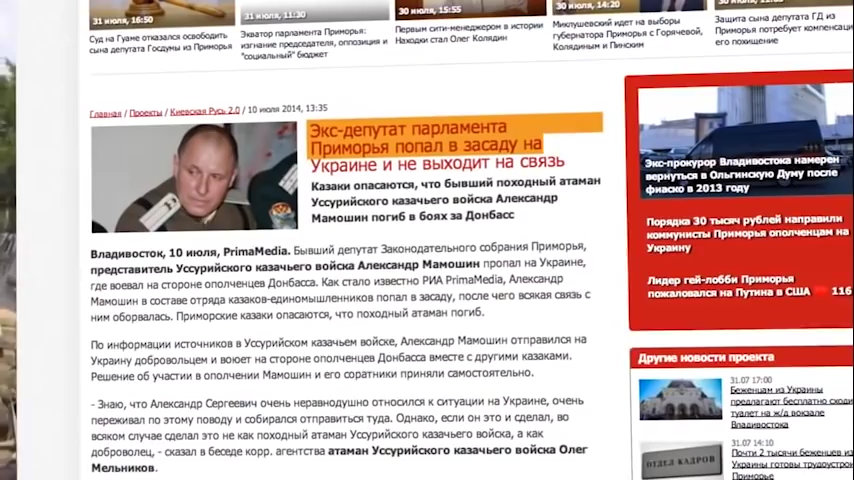 31 июля, 16:50
Суд на Гуаме отказался освободить
сына депутата Госдумы из Приморья
31 июля, 11:30
Экватор парламента Приморья:
изгнание председателя, оппозиция и
"социальный" бюджет
30 июля, 15:55
Первым сити-менеджером в истории
Находки стал Олег Колядин
30 июля, 14:20
Миклушевский идет на выборы
губернатора Приморья с Горячевой,
Колядиным и Пинским
Защита сына депутата ГД из
Приморья потребует компенсаци
его похищение
Главная / Проекты / Киевская Русь 2.0 / 10 июля 2014, 13:35
Экс-депутат парламента
Приморья попал в засаду на
Украине и не выходит на связь
Казаки опасаются, что бывший походный атаман
Уссурийского казачьего войска Александр
Мамошин погиб в боях за Донбасс
Владивосток, 10 июля, PrimaMedia. Бывший депутат Законодательного собрания Приморья,
представитель Уссурийского казачьего войска Александр Мамошин пропал на Украине,
где воевал на стороне ополченцев Донбасса. Как стало известно РИА PrimaMedia, Александр
Мамошин в составе отряда казаков-единомышленников попал в засаду, после чего всякая связь с
ним оборвалась. Приморские казаки опасаются, что походный атаман погиб.
По информации источников в Уссурийском казачьем войске, Александр Мамошин отправился на
Украину добровольцем и воюет на стороне ополченцев Донбасса вместе с другими казаками.
Решение об участии в ополчении Мамошин и его соратники приняли самостоятельно.
- Знаю, что Александр Сергеевич очень неравнодушно относился к ситуации на Украине, очень
переживал по этому поводу и собирался отправиться туда. Однако, если он это и сделал, во
всяком случае сделал это не как походный атаман Уссурийского казачьего войска, а как
доброволец, - сказал в беседе корр. агентства атаман Уссурийского казачьего войска Олег
Мельников.
Экс-прокурор Владивостока намерен
вернуться в Ольгинскую Думу после
фиаско в 2013 году
Порядка 30 тысяч рублей направили
коммунисты Приморья ополченцам на
Украину
Лидер гей-лобби Приморья
пожаловался на Путина в США 116
Другие новости проекта
31.07 17:00
Беженцам из Украины
предлагают бесплатно сходи
туалет на ж/д вокзале
Владивостока
31.07 14:10
Почти 2 тысячи беженцев из
Украины готовы трудоустрои
Приморье
ОТДЕЛ КАДРОВ